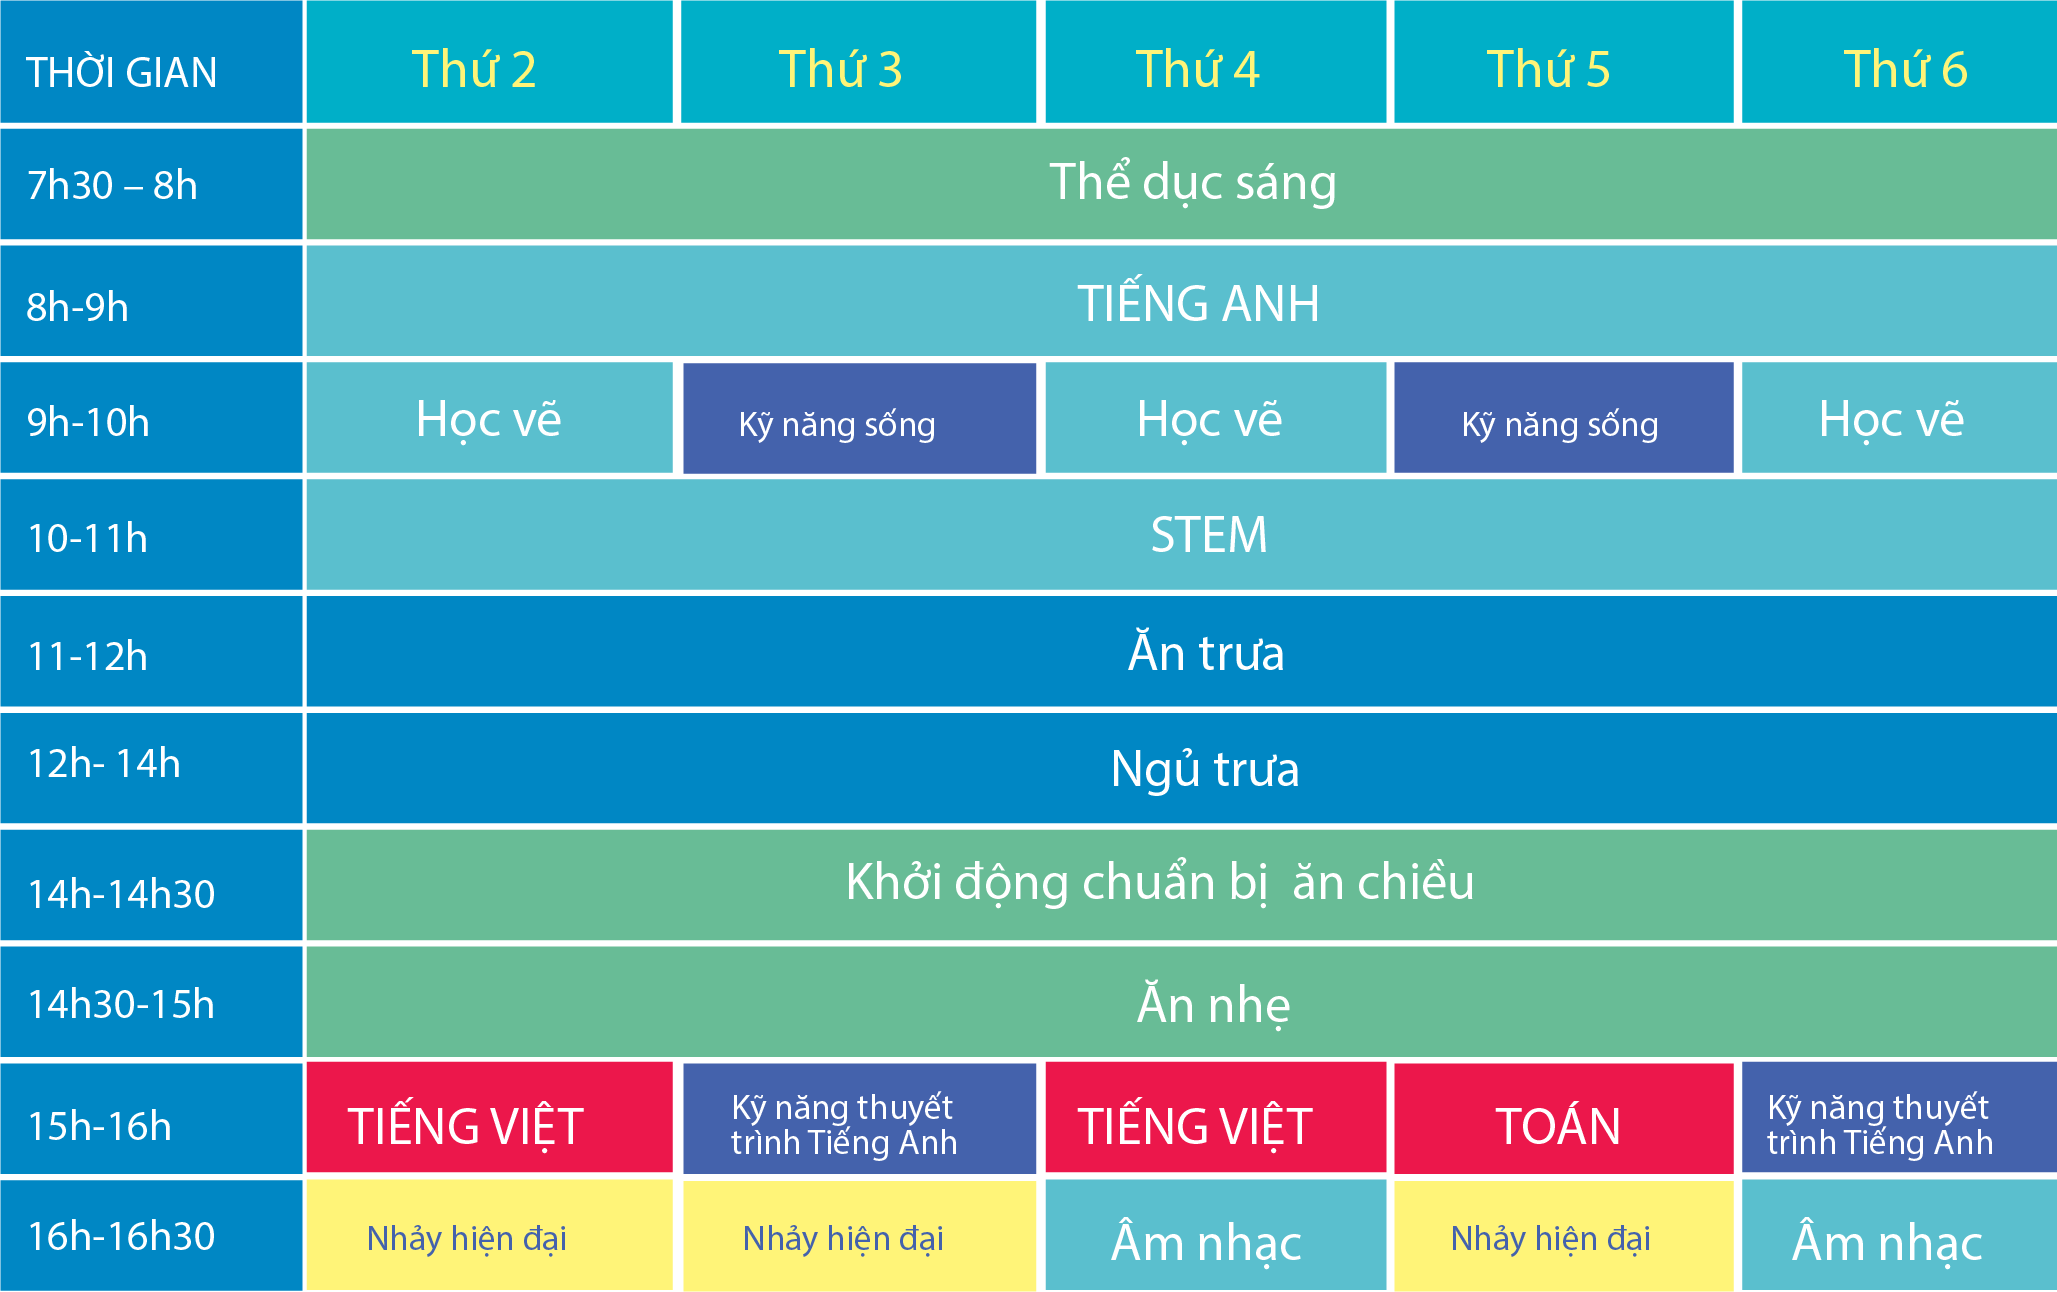 THỜI GIAN Thứ 2 Thứ 3 Thứ 4 Thứ 5 Thứ 6
7h30 – 8h Thể dục sáng
8h-9h TIẾNG ANH
9h-10h Học vẽ Kỹ năng sống Học vẽ Kỹ năng sống Học vẽ
10-11h STEM
11-12h Ăn trưa
12h- 14h Ngủ trưa
14h-14h30 Khởi động chuẩn bị  ăn chiều
14h30-15h Ăn nhẹ
15h-16h TIẾNG VIỆT Kỹ năng thuyết
trình Tiếng Anh TIẾNG VIỆT TOÁN Kỹ năng thuyết
trình Tiếng Anh
16h-16h30 Nhảy hiện đại Nhảy hiện đại Âm nhạc Nhảy hiện đại Âm nhạc